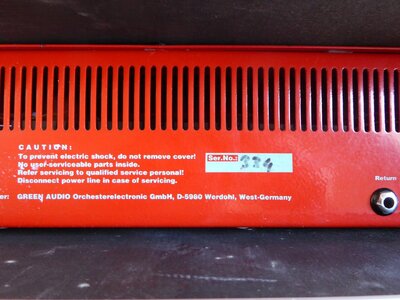 CAUTION:
To prevent electric shock, do not remove cover!
No user-serviceable parts inside.
Refer servicing to qualified service personal!
Disconnect power line in case of servicing.
Ser.No.: 334
Return
or: GREEN AUDIO Orchesterelectronic GmbH, D-5960 Werdohl, West-Germany